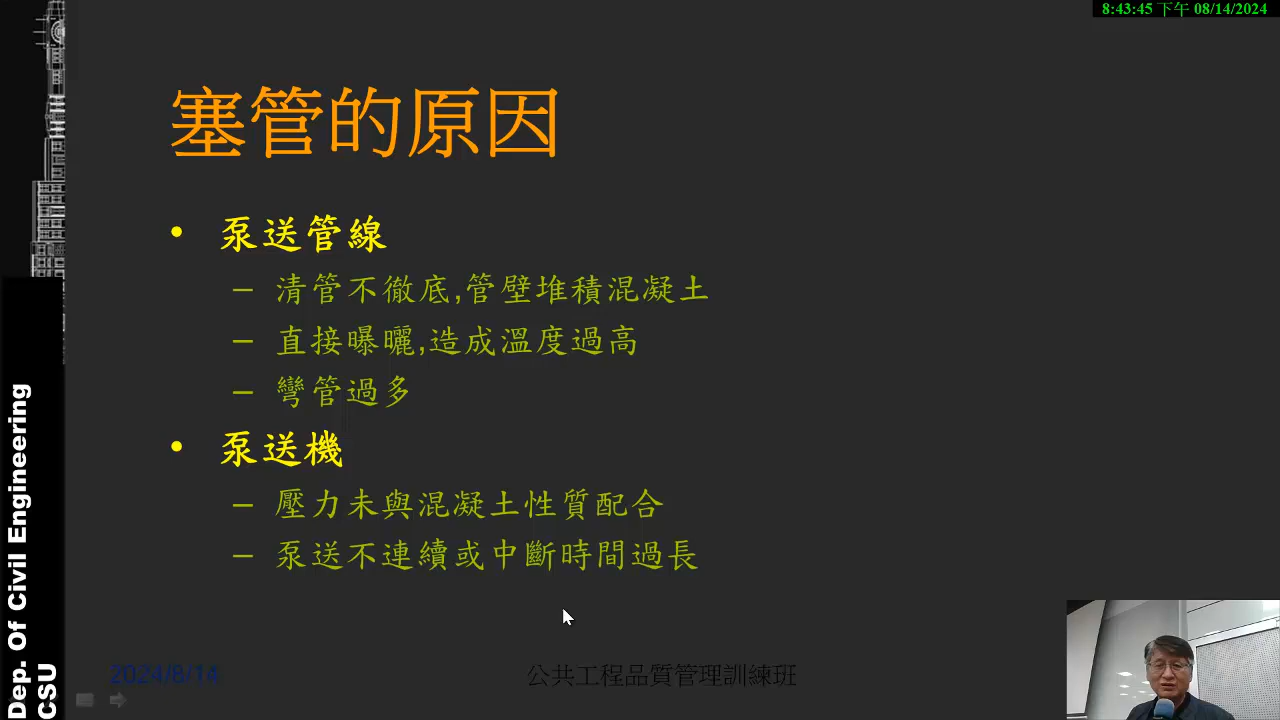 8:43:45 下午 08/14/2024
塞管的原因
• 泵送管線
– 清管不徹底,管壁堆積混凝土
– 直接曝曬,造成溫度過高
– 彎管過多
• 泵送機
– 壓力未與混凝土性質配合
– 泵送不連續或中斷時間過長
2024/8/14
公共工程品質管理訓練班
Dep. Of Civil Engineering
CSU